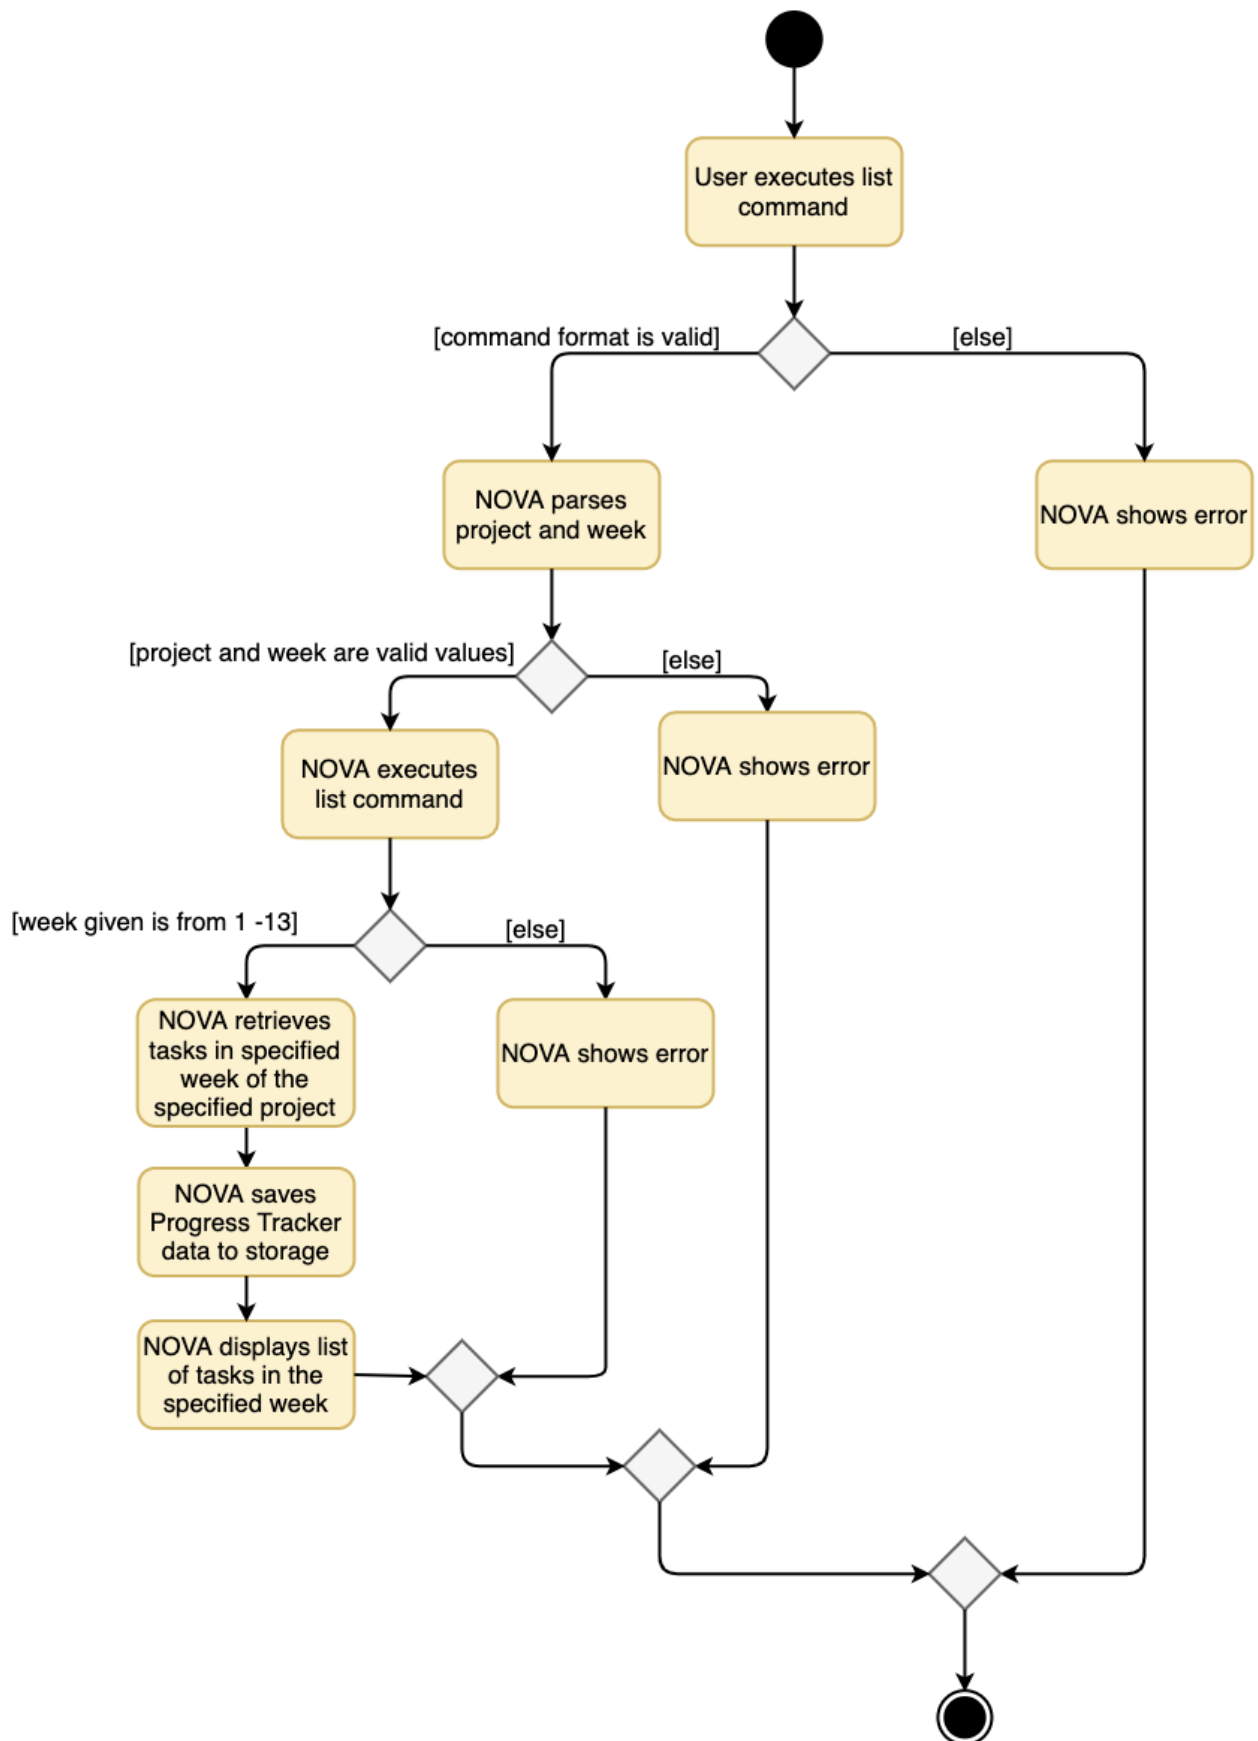 User executes list
command
[command format is valid]
[else]
NOVA parses
project and week
NOVA shows error
[project and week are valid values]
[else]
NOVA executes
list command
NOVA shows error
[week given is from 1 -13]
[else]
NOVA retrieves
tasks in specified
week of the
specified project
NOVA shows error
NOVA saves
Progress Tracker
data to storage
NOVA displays list
of tasks in the
specified week